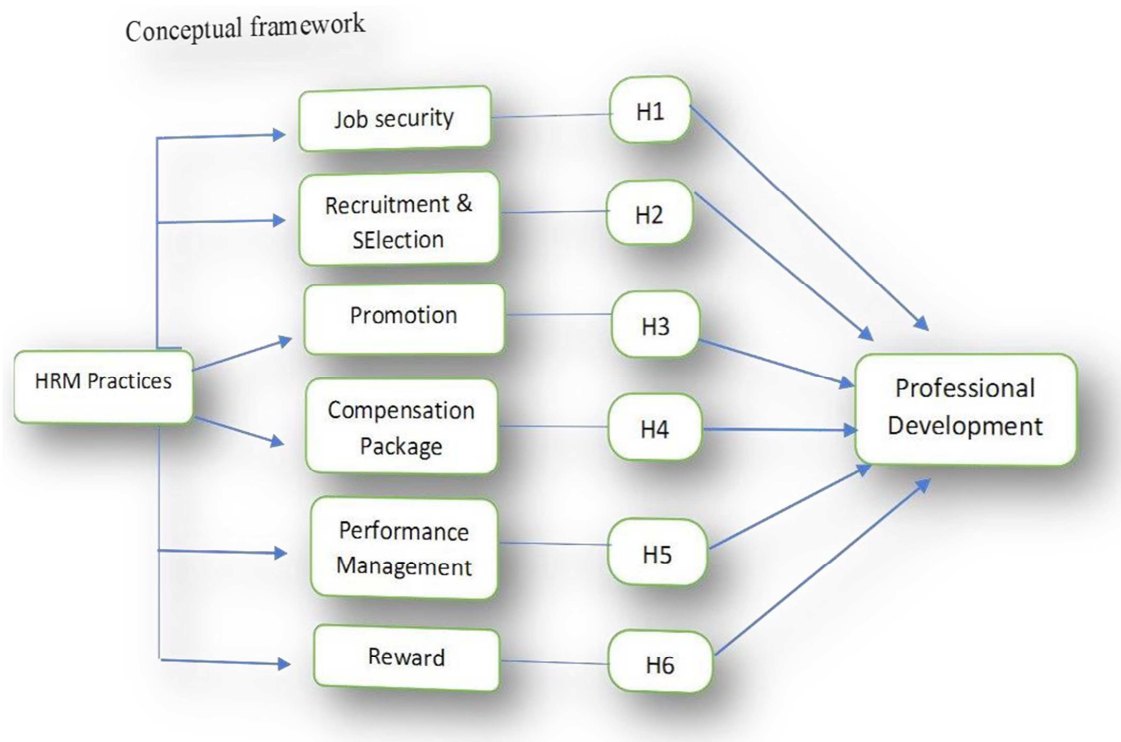 Conceptual framework
Job security
H1
Recruitment &
SElection
H2
Promotion
H3
HRM Practices
Professional
Development
Compensation
Package
H4
Performance
Management
H5
Reward
H6